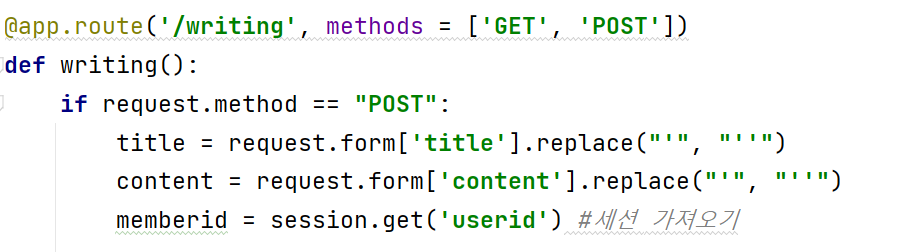 @app.route('/writing', methods = ['GET', 'POST'])
def writing():
    if request.method == "POST":
        title = request.form['title'].replace("'", "''")
        content = request.form['content'].replace("'", "''")
        memberid = session.get('userid') #세션 가져오기